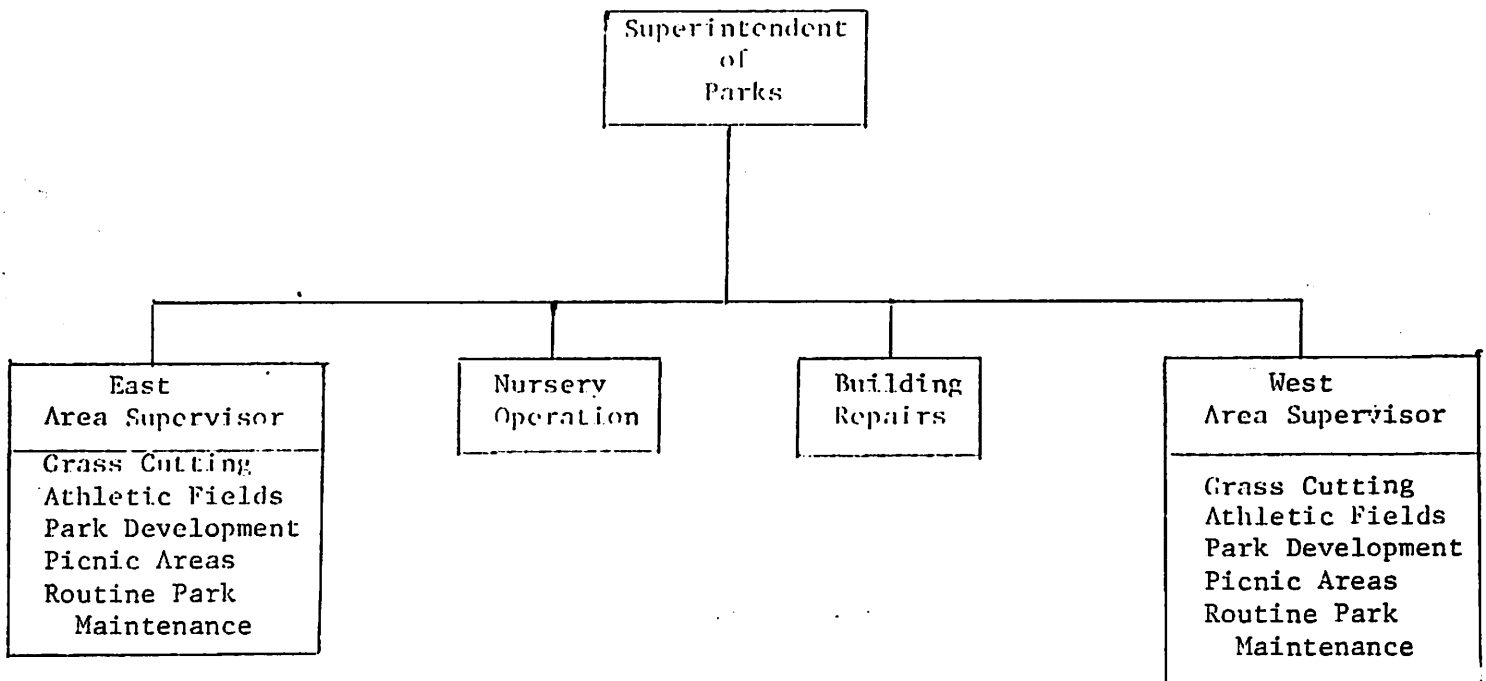 Superintendent
of
Parks
East
Area Supervisor
Grass Cutting
Athletic Fields
Park Development
Picnic Areas
Routine Park
Maintenance
Nursery
Operation
Building
Repairs
West
Area Supervisor
Grass Cutting
Athletic Fields
Park Development
Picnic Areas
Routine Park
Maintenance